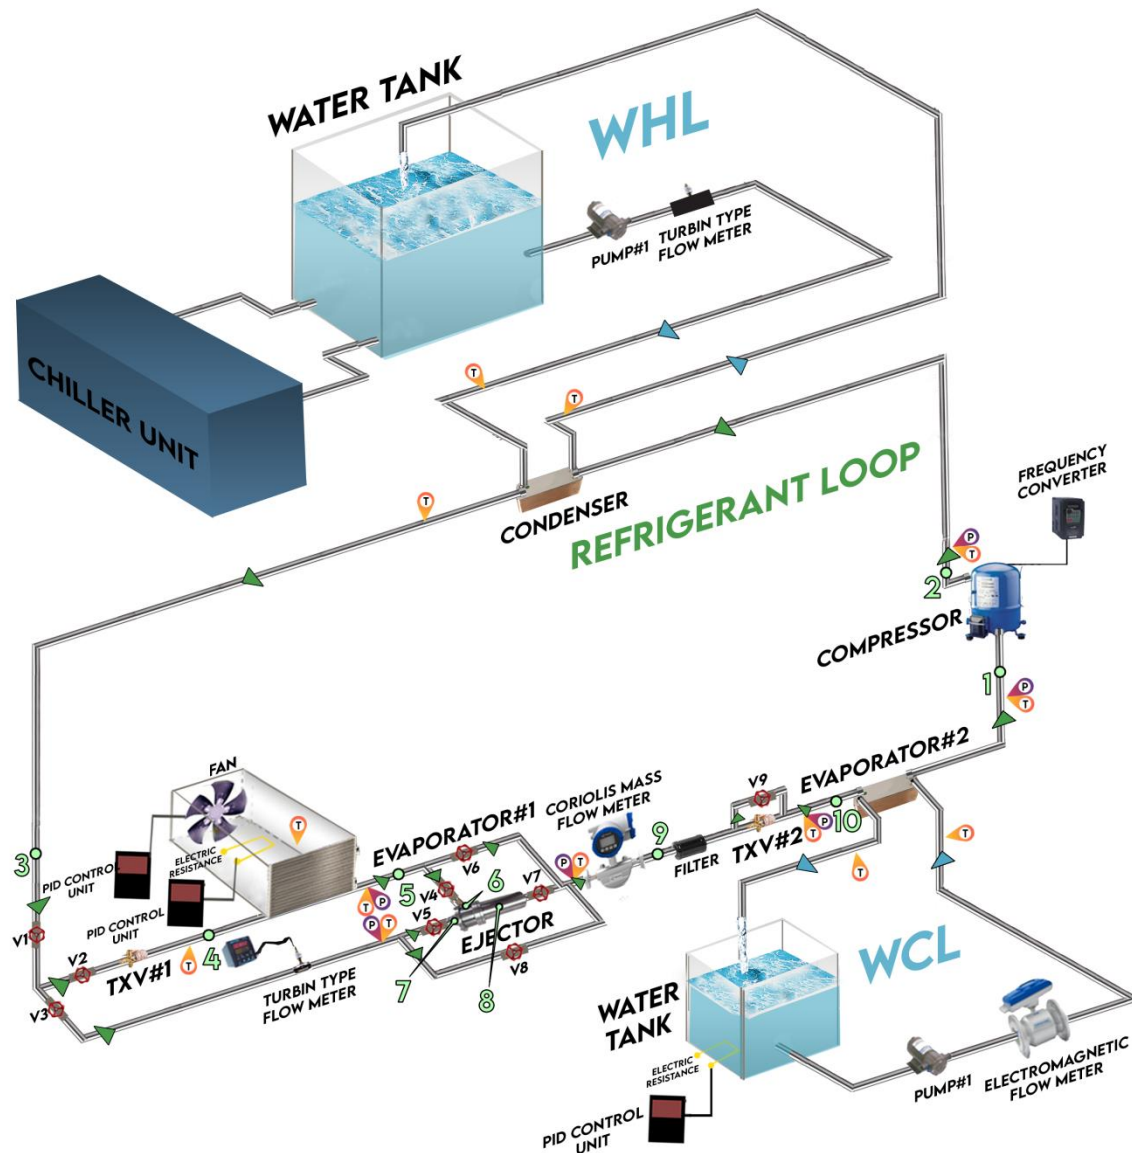 WATER TANK
WHL
PUMP#1
TURBIN TYPE
FLOW METER
CHILLER UNIT
T
T
T
CONDENSER
REFRIGERANT LOOP
FREQUENCY
CONVERTER
P
T
2
COMPRESSOR
1
P
T
EVAPORATOR#2
V9
FAN
CORIOLIS MASS
FLOW METER
EVAPORATOR#1
T
ELECTRIC
RESISTANCE
PID CONTROL
UNIT
PID CONTROL
UNIT
3
V1
V2
V3
TXV#1
4
T
TURBIN TYPE
FLOW METER
T
P
P
T
5
V4
V5
V6
6
V7
EJECTOR
7
8
V8
P
T
9
FILTER
TXV#2
T
P
10
T
T
WCL
WATER
TANK
ELECTRIC
RESISTANCE
PID CONTROL
UNIT
PUMP#1
ELECTROMAGNETIC
FLOW METER